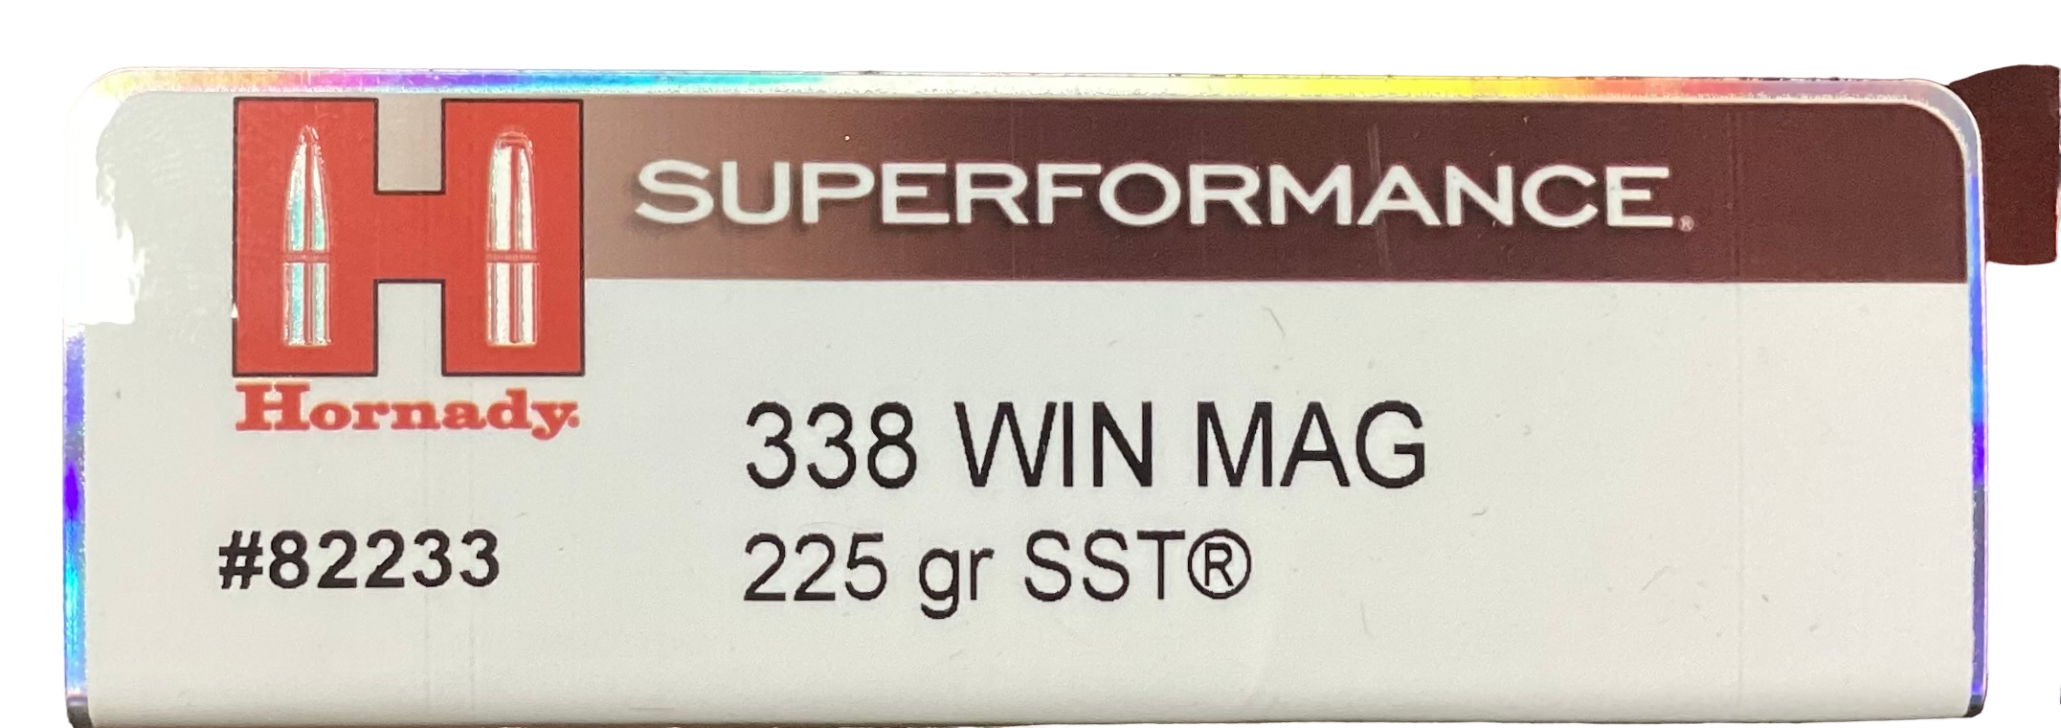 SUPERFORMANCE®
Hornady®
338 WIN MAG
#82233
225 gr SST®